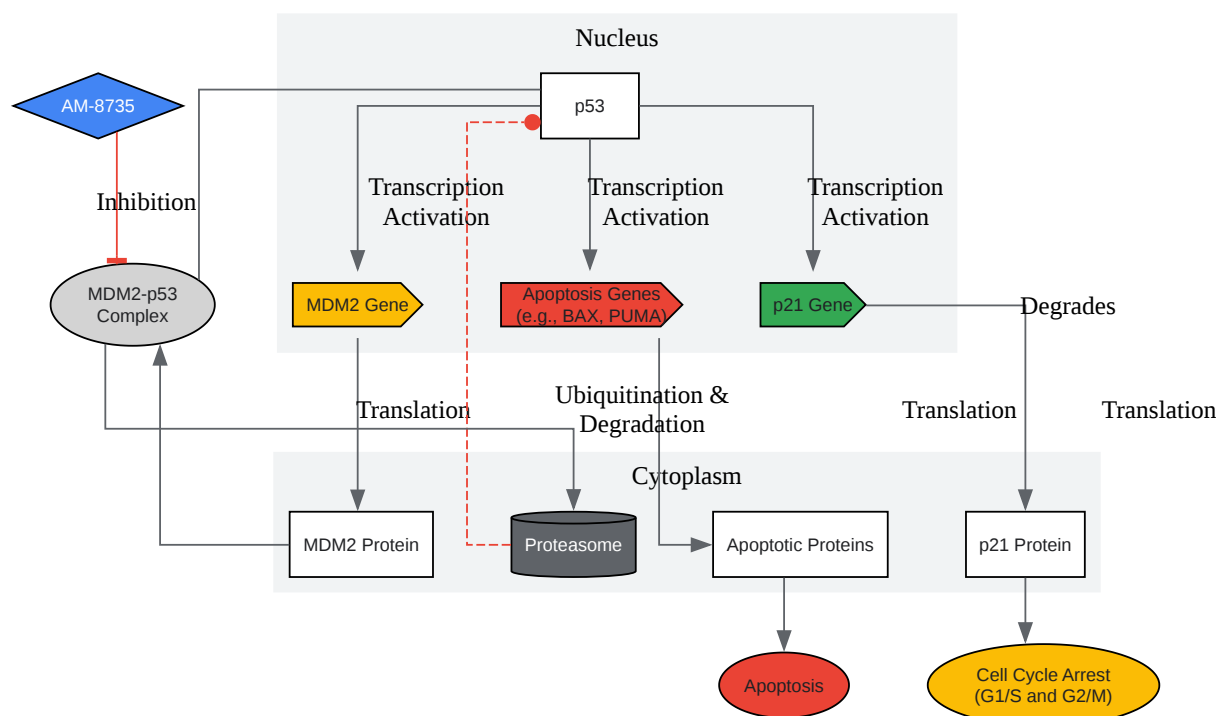 Nucleus
AM-8735
p53
Inhibition
Transcription
Activation
Transcription
Activation
Transcription
Activation
MDM2-p53
Complex
MDM2 Gene
Apoptosis Genes
(e.g., BAX, PUMA)
p21 Gene
Degrades
Translation
Ubiquitination &
Degradation
Translation
Translation
Cytoplasm
MDM2 Protein
Proteasome
Apoptotic Proteins
p21 Protein
Apoptosis
Cell Cycle Arrest
(G1/S and G2/M)